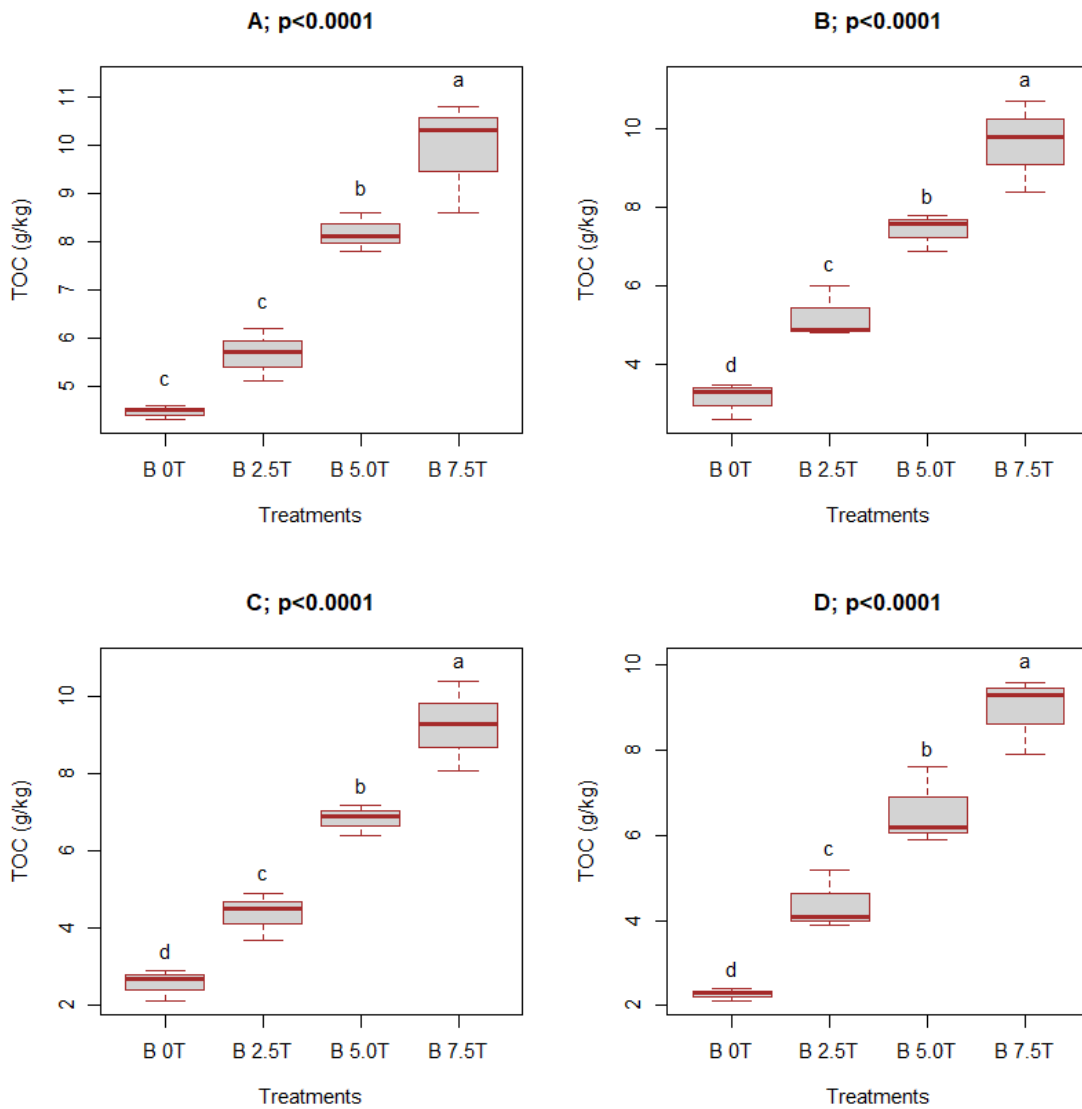 A; p<0.0001
TOC (g/kg)
11
10
9
8
7
6
5
a
b
c
c
B 0T B 2.5T B 5.0T B 7.5T
Treatments
B; p<0.0001
TOC (g/kg)
10
8
6
4
a
b
c
d
B 0T B 2.5T B 5.0T B 7.5T
Treatments
C; p<0.0001
TOC (g/kg)
10
8
6
4
2
a
b
c
d
B 0T B 2.5T B 5.0T B 7.5T
Treatments
D; p<0.0001
TOC (g/kg)
10
8
6
4
2
a
b
c
d
B 0T B 2.5T B 5.0T B 7.5T
Treatments